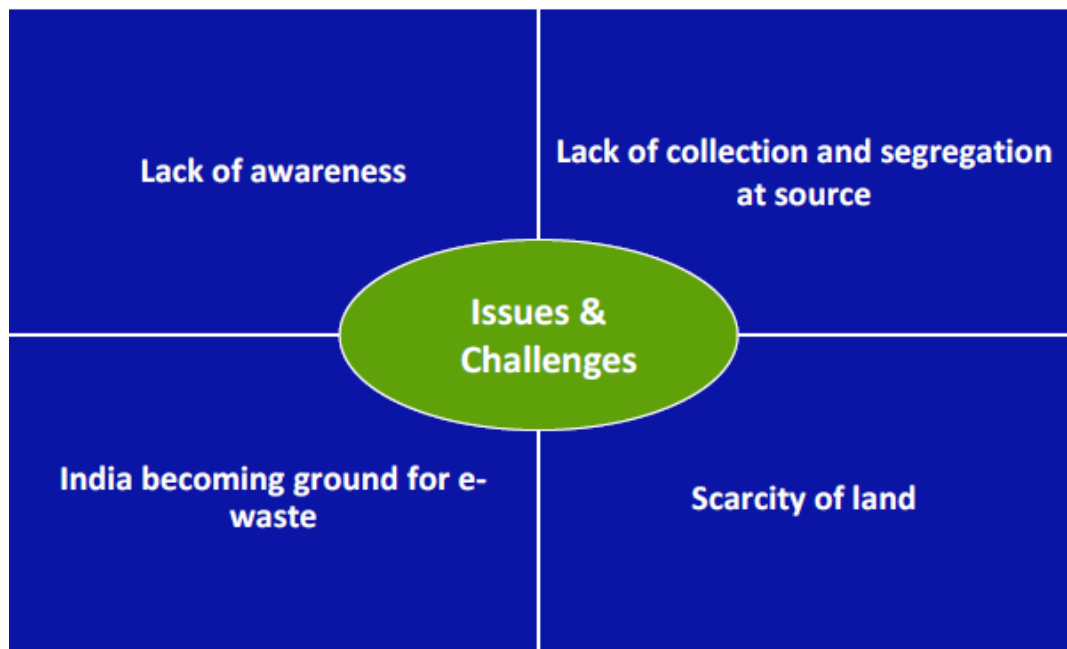 Lack of awareness
Lack of collection and segregation
at source
Issues &
Challenges
India becoming ground for e-
waste
Scarcity of land